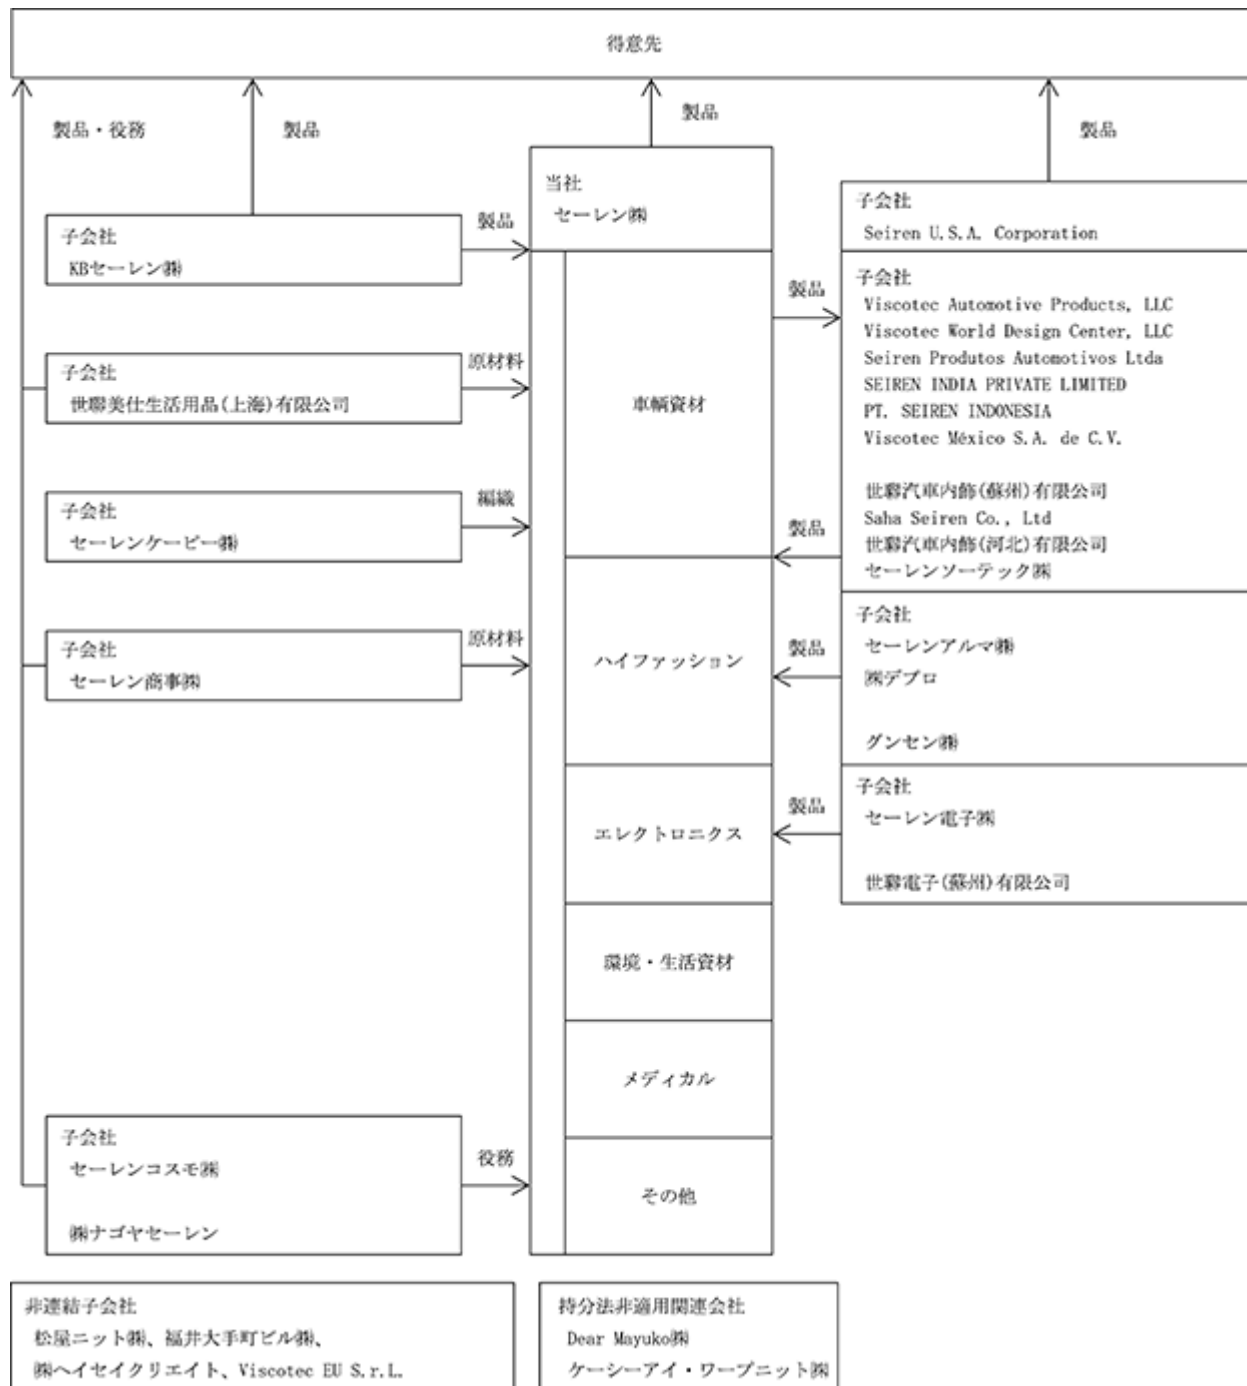 得意先
製品・役務
製品
製品
製品
当社
セーレン㈱
子会社
KBセーレン㈱
製品
子会社
世聯美仕生活用品(上海)有限公司
原材料
子会社
セーレンケーピー㈱
編織
子会社
セーレン商事㈱
原材料
子会社
セーレンコスモ㈱
㈱ナゴヤセーレン
役務
車輌資材
ハイファッション
エレクトロニクス
環境・生活資材
メディカル
その他
子会社
Seiren U.S.A. Corporation
製品
子会社
Viscotec Automotive Products, LLC
Viscotec World Design Center, LLC
Seiren Produtos Automotivos Ltda
SEIREN INDIA PRIVATE LIMITED
PT. SEIREN INDONESIA
Viscotec México S.A. de C.V.
世聯汽車内飾(蘇州)有限公司
Saha Seiren Co., Ltd
世聯汽車内飾(河北)有限公司
セーレンソーテック㈱
製品
子会社
セーレンアルマ㈱
㈱デプロ
グンセン㈱
製品
子会社
セーレン電子㈱
世聯電子(蘇州)有限公司
製品
非連結子会社
松屋ニット㈱、福井大手町ビル㈱、
㈱ヘイセイクリエイト、Viscotec EU S.r.L.
持分法非適用関連会社
Dear Mayuko㈱
ケーシーアイ・ワープニット㈱